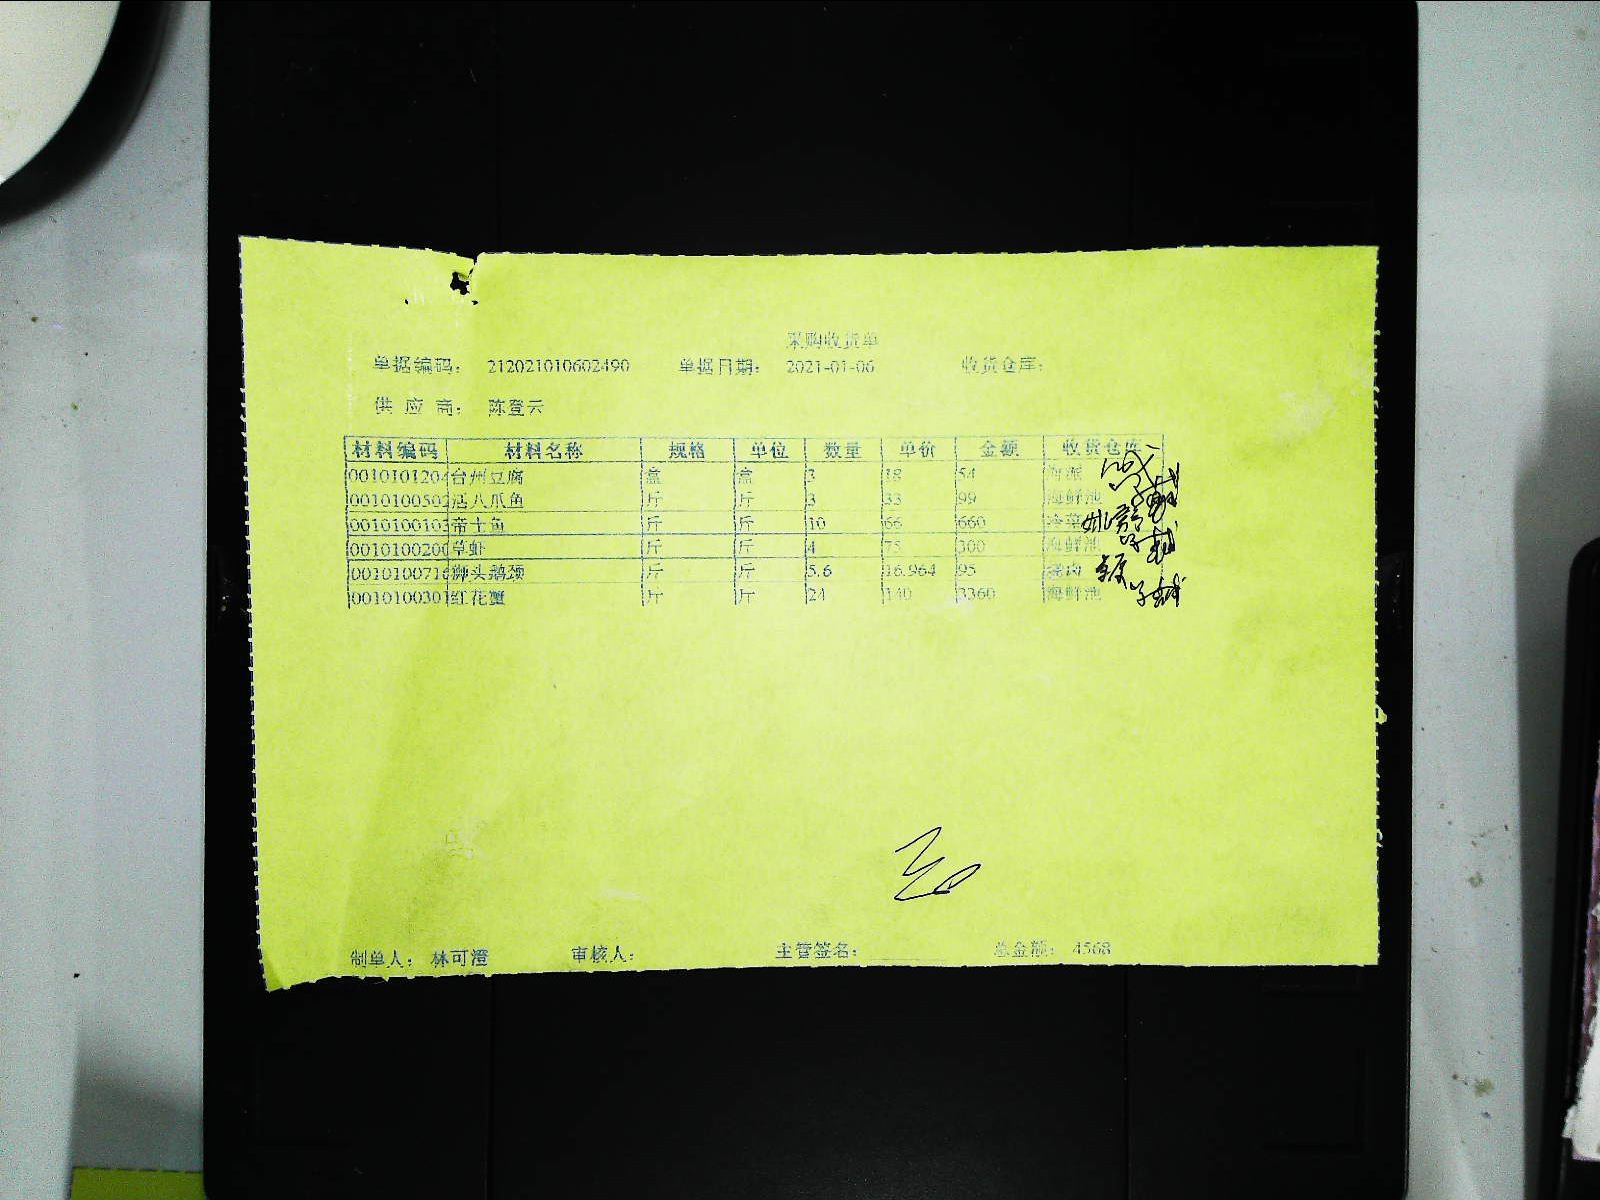 采购收货单
单据编码： 212021010602490 单据日期： 2021-01-06 收货仓库：
供 应 商： 陈登云
材料编码 材料名称 规格 单位 数量 单价 金额 收货仓库
0010101204 台州豆腐 盒 盒 3 18 54
0010100502 活八爪鱼 斤 斤 3 33 99 海鲜池
0010100103 帝王鱼 斤 斤 10 66 660 冷菜
0010100200 草虾 斤 斤 4 75 300 海鲜池
0010100716 狮头鹅颈 斤 斤 5.6 16.964 95 烧肉
0010100301 红花蟹 斤 斤 24 140 3360 海鲜池
制单人： 林可澄 审核人： 主管签名： 总金额： 4568